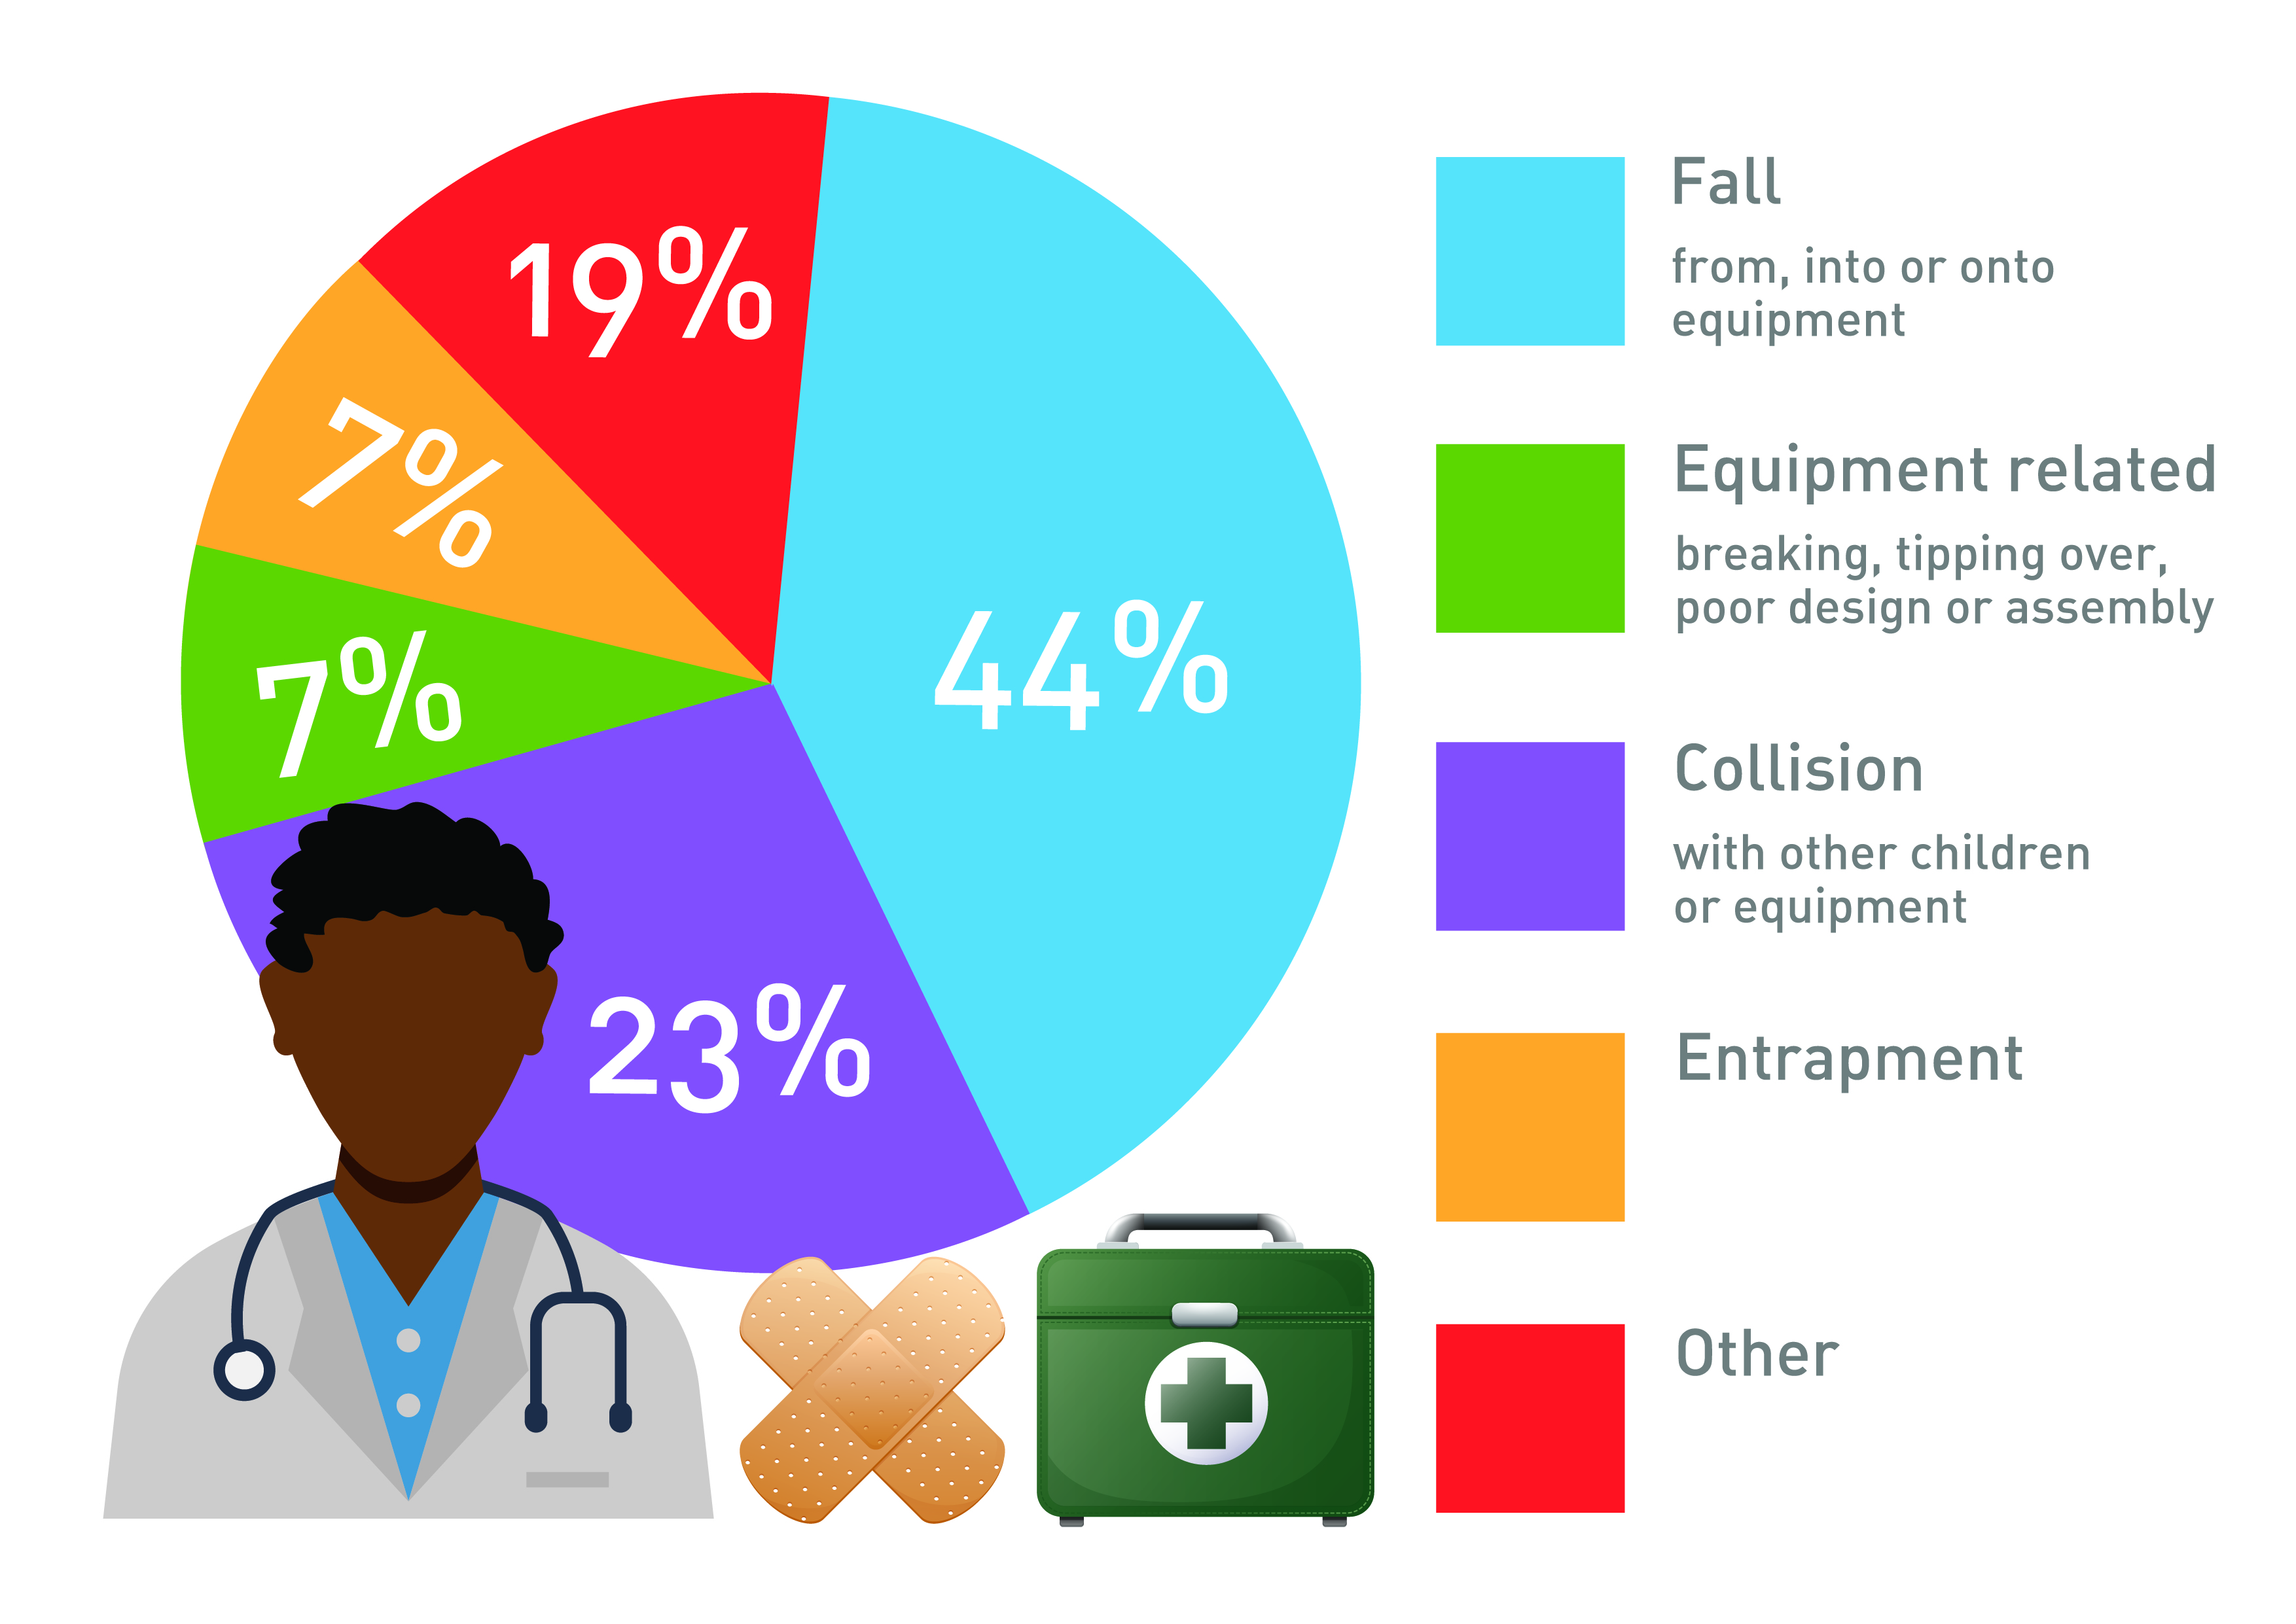 19%
7%
7%
44%
23%
Fall
from, into or onto
equipment
Equipment related
breaking, tipping over,
poor design or assembly
Collision
with other children
or equipment
Entrapment
Other